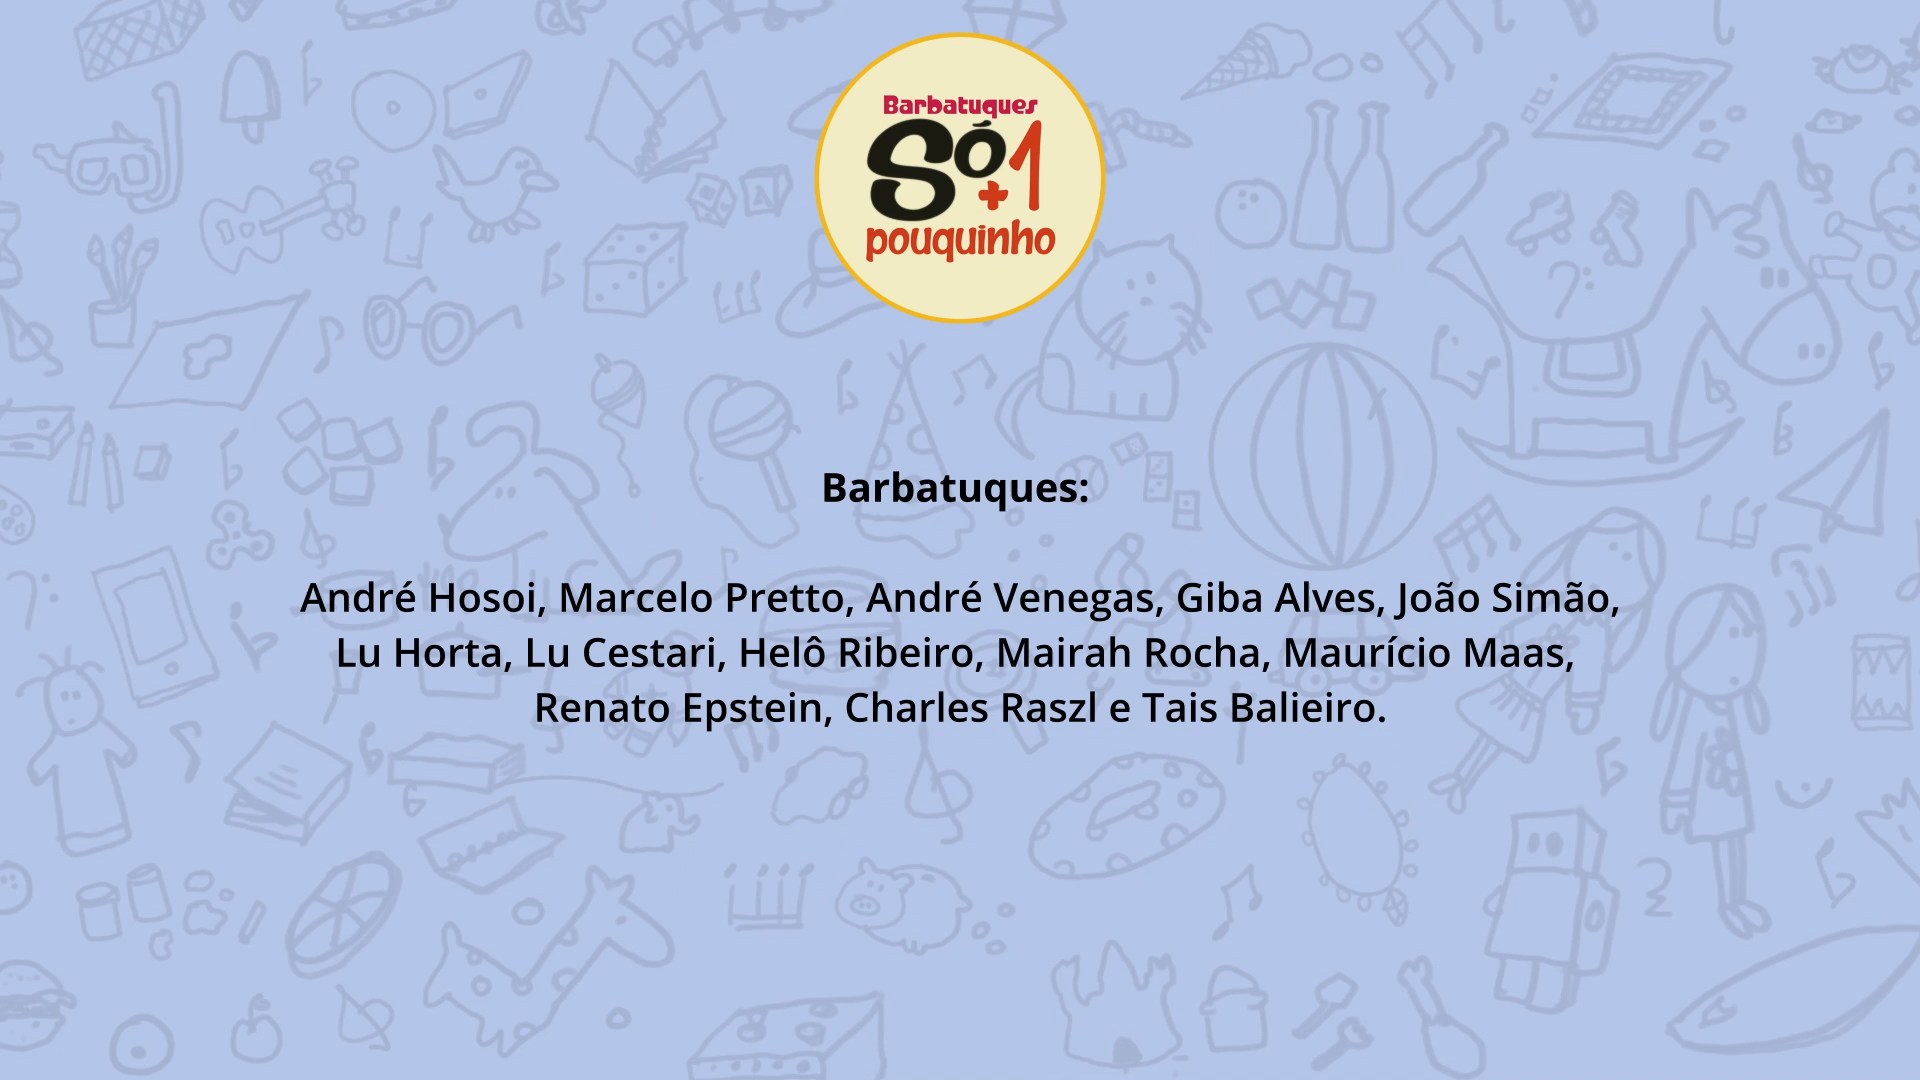 Barbatuques
Só +1
pouquinho
Barbatuques:
André Hosoi, Marcelo Pretto, André Venegas, Giba Alves, João Simão,
Lu Horta, Lu Cestari, Helô Ribeiro, Mairah Rocha, Maurício Maas,
Renato Epstein, Charles Raszl e Tais Balieiro.